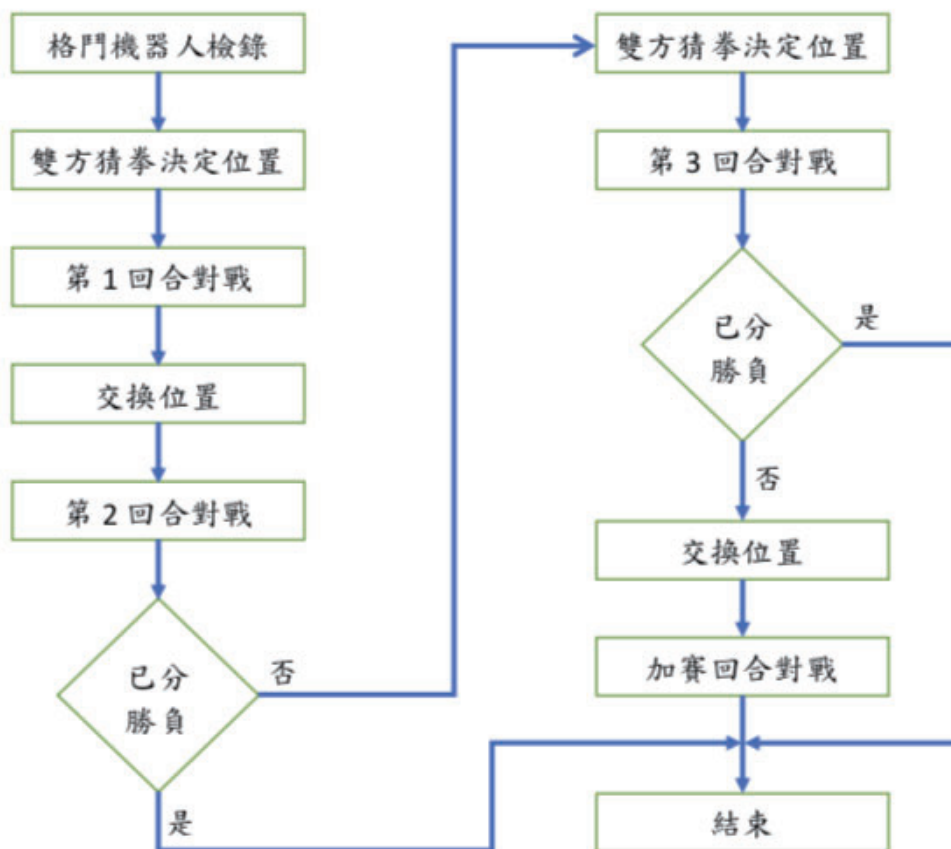 格鬥機器人檢錄
雙方猜拳決定位置
第 1 回合對戰
交換位置
第 2 回合對戰
已分
勝負
否
是
雙方猜拳決定位置
第 3 回合對戰
已分
勝負
是
否
交換位置
加賽回合對戰
結束